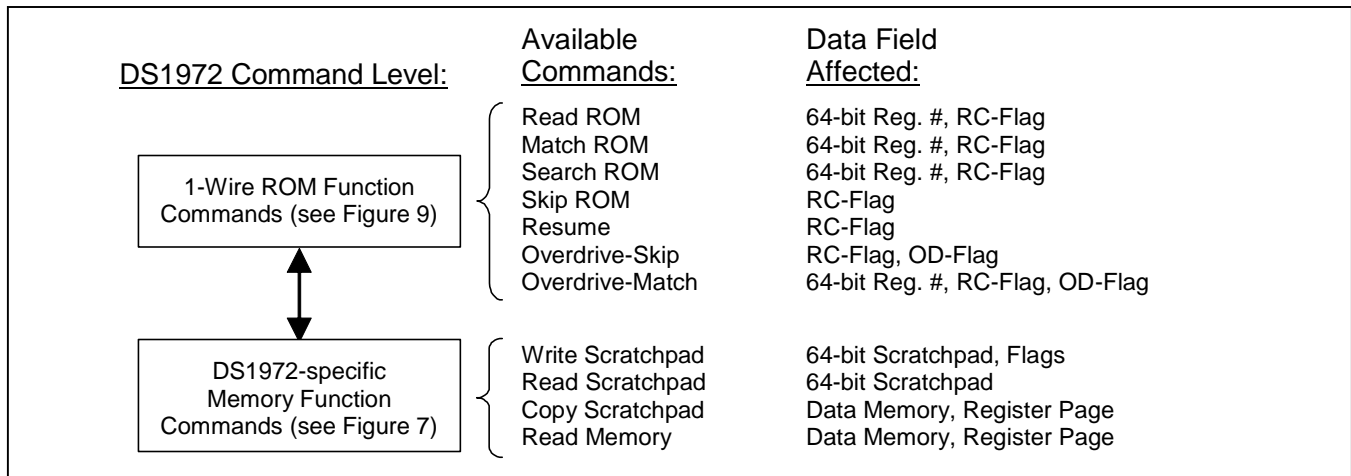 DS1972 Command Level:
Available
Commands:
Data Field
Affected:
1-Wire ROM Function
Commands (see Figure 9)
Read ROM 64-bit Reg. #, RC-Flag
Match ROM 64-bit Reg. #, RC-Flag
Search ROM 64-bit Reg. #, RC-Flag
Skip ROM RC-Flag
Resume RC-Flag
Overdrive-Skip RC-Flag, OD-Flag
Overdrive-Match 64-bit Reg. #, RC-Flag, OD-Flag
DS1972-specific
Memory Function
Commands (see Figure 7)
Write Scratchpad 64-bit Scratchpad, Flags
Read Scratchpad 64-bit Scratchpad
Copy Scratchpad Data Memory, Register Page
Read Memory Data Memory, Register Page